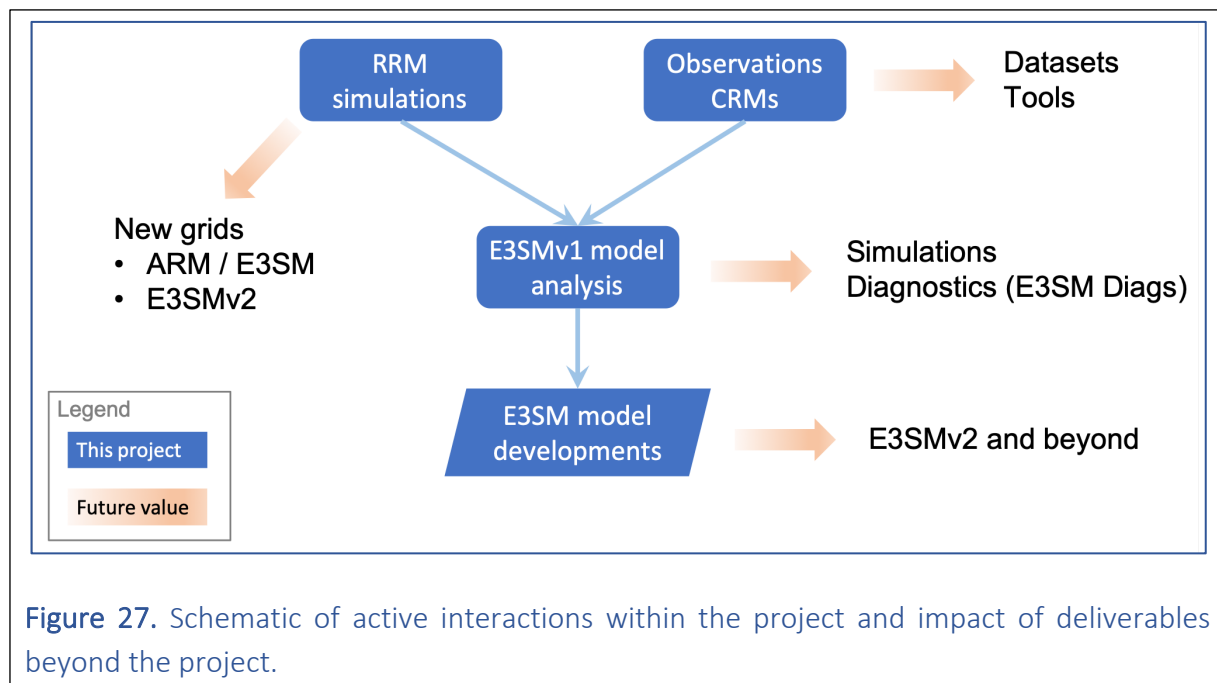 RRM
simulations
Observations
CRMs
Datasets
Tools
New grids
• ARM / E3SM
• E3SMv2
E3SMv1 model
analysis
Simulations
Diagnostics (E3SM Diags)
E3SM model
developments
E3SMv2 and beyond
Legend
This project
Future value
Figure 27. Schematic of active interactions within the project and impact of deliverables
beyond the project.